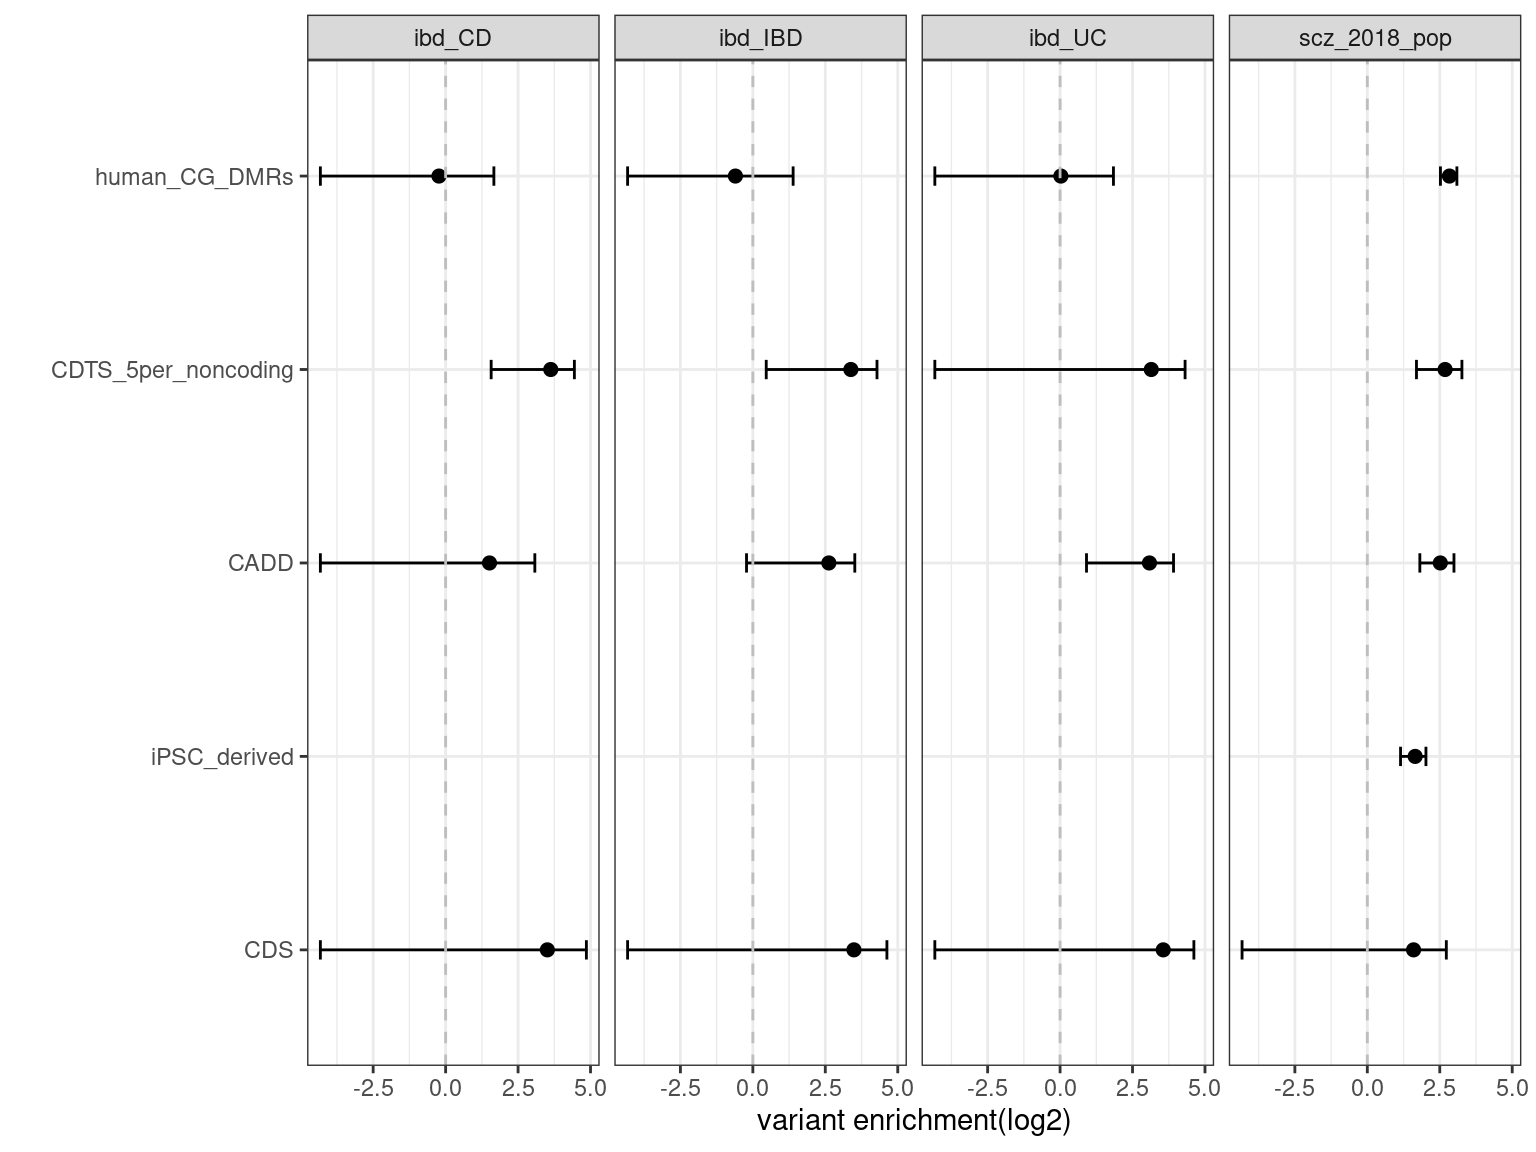 ibd_CD ibd_IBD ibd_UC scz_2018_pop
human_CG_DMRs
CDTS_5per_noncoding
CADD
iPSC_derived
CDS
-2.5 0.0 2.5 5.0 -2.5 0.0 2.5 5.0 -2.5 0.0 2.5 5.0 -2.5 0.0 2.5 5.0
variant enrichment(log2)